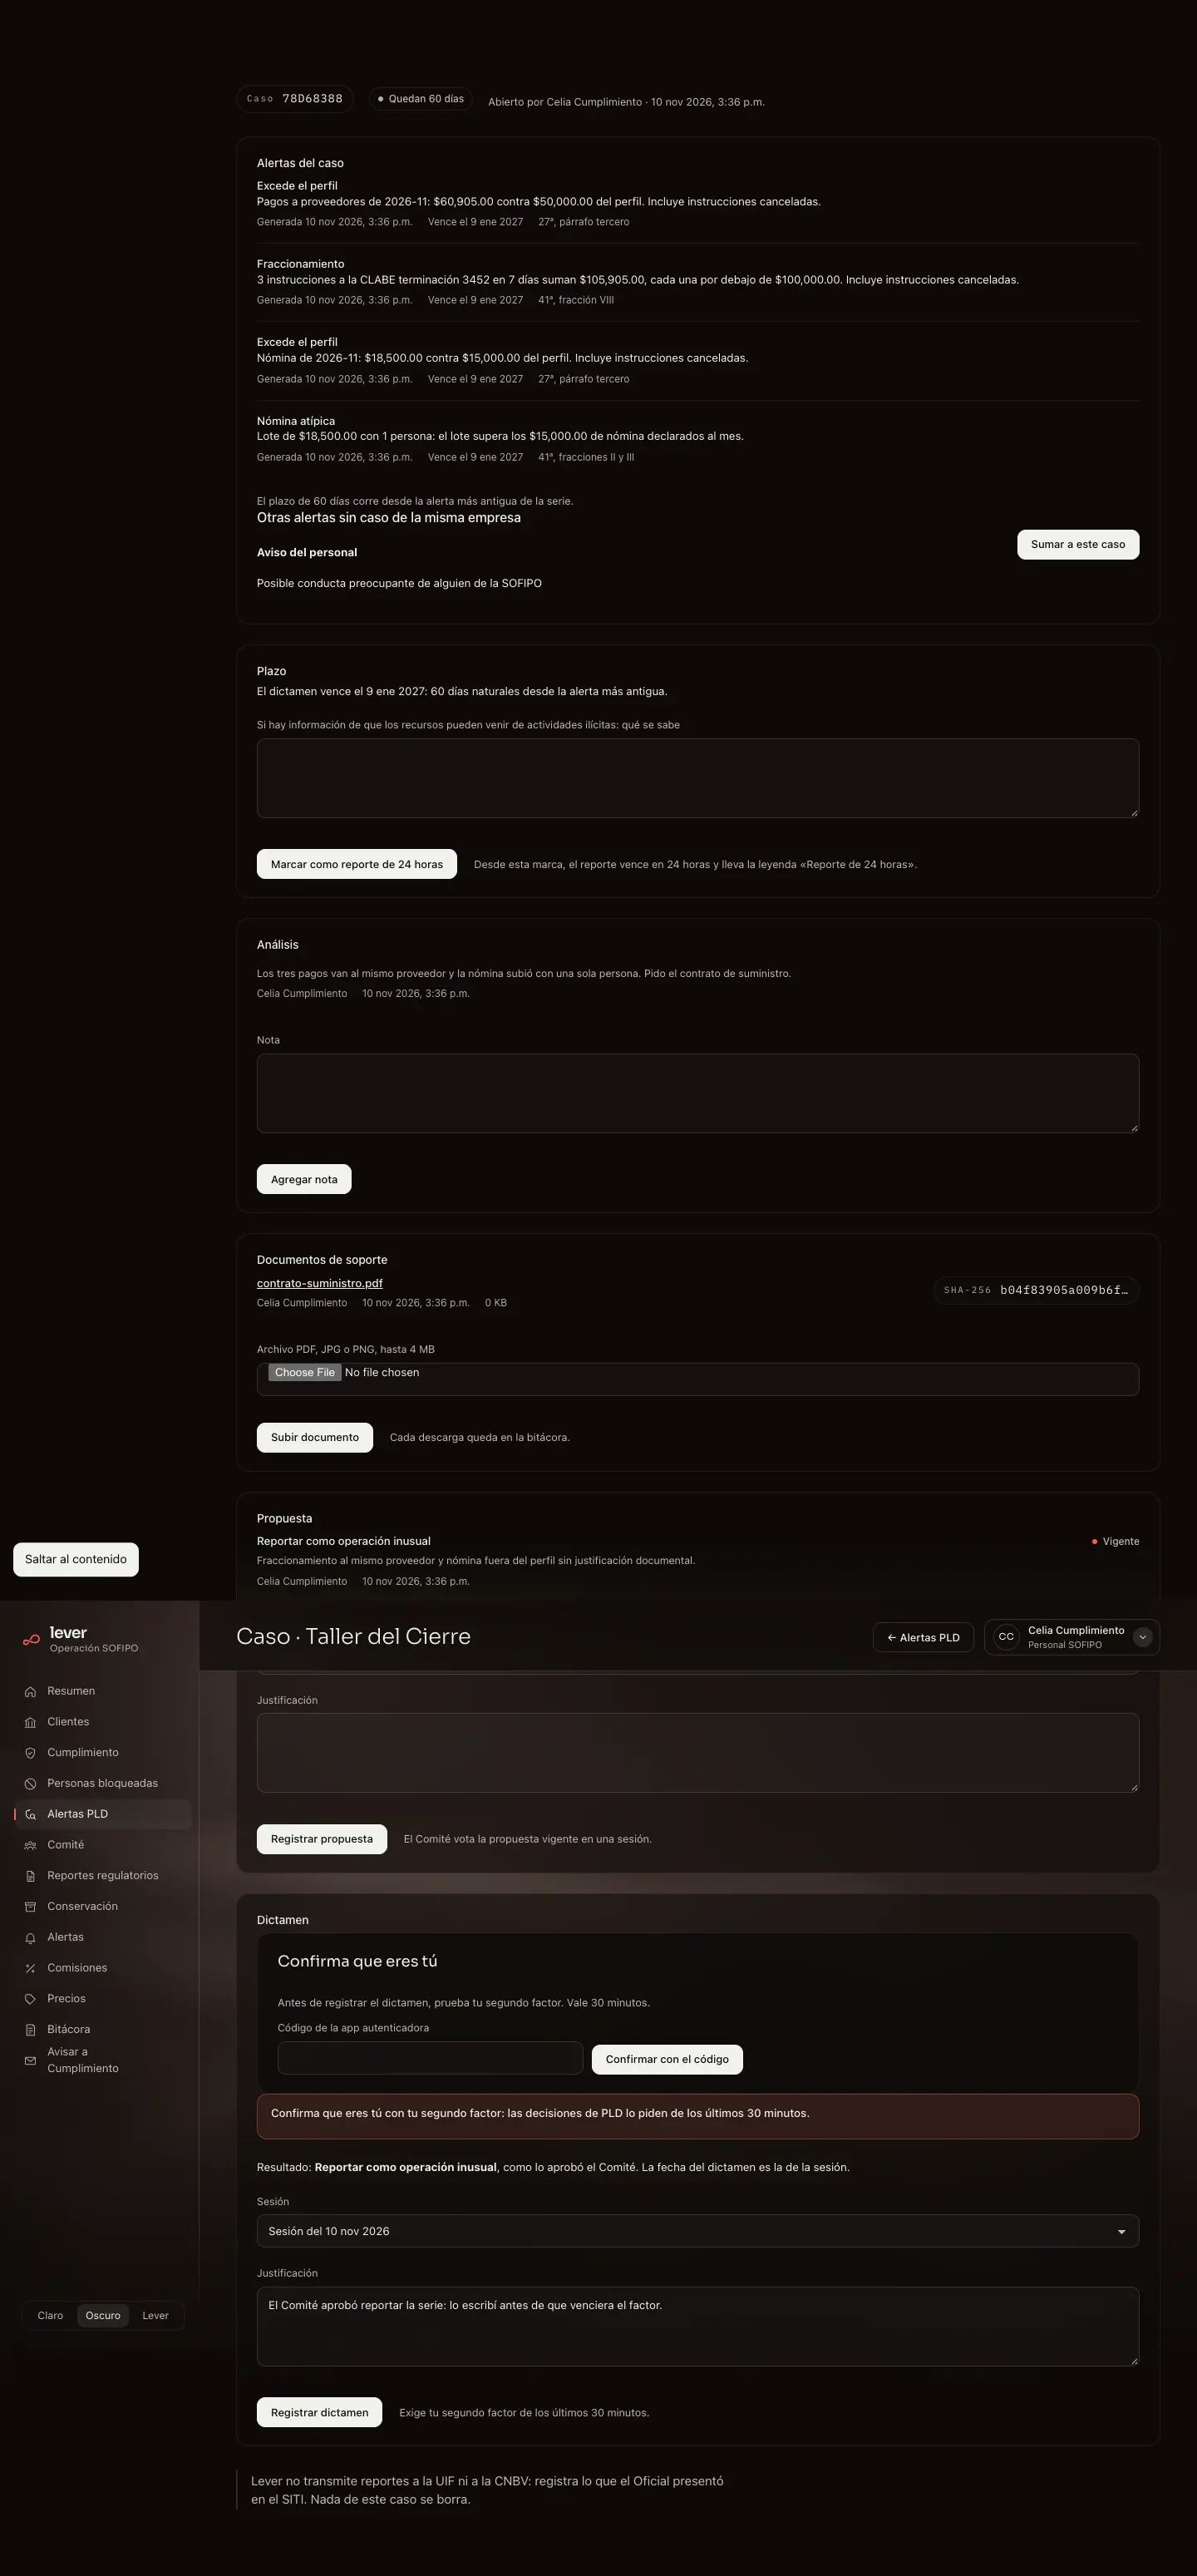 Caso 78D68388
Quedan 60 días
Abierto por Celia Cumplimiento · 10 nov 2026, 3:36 p.m.
Alertas del caso
Excede el perfil
Pagos a proveedores de 2026-11: $60,905.00 contra $50,000.00 del perfil. Incluye instrucciones canceladas.
Generada 10 nov 2026, 3:36 p.m. Vence el 9 ene 2027 27ª, párrafo tercero
Fraccionamiento
3 instrucciones a la CLABE terminación 3452 en 7 días suman $105,905.00, cada una por debajo de $100,000.00. Incluye instrucciones canceladas.
Generada 10 nov 2026, 3:36 p.m. Vence el 9 ene 2027 41ª, fracción VIII
Excede el perfil
Nómina de 2026-11: $18,500.00 contra $15,000.00 del perfil. Incluye instrucciones canceladas.
Generada 10 nov 2026, 3:36 p.m. Vence el 9 ene 2027 27ª, párrafo tercero
Nómina atípica
Lote de $18,500.00 con 1 persona: el lote supera los $15,000.00 de nómina declarados al mes.
Generada 10 nov 2026, 3:36 p.m. Vence el 9 ene 2027 41ª, fracciones II y III
El plazo de 60 días corre desde la alerta más antigua de la serie.
Otras alertas sin caso de la misma empresa
Aviso del personal
Sumar a este caso
Posible conducta preocupante de alguien de la SOFIPO
Plazo
El dictamen vence el 9 ene 2027: 60 días naturales desde la alerta más antigua.
Si hay información de que los recursos pueden venir de actividades ilícitas: qué se sabe
Marcar como reporte de 24 horas
Desde esta marca, el reporte vence en 24 horas y lleva la leyenda «Reporte de 24 horas».
Análisis
Los tres pagos van al mismo proveedor y la nómina subió con una sola persona. Pido el contrato de suministro.
Celia Cumplimiento 10 nov 2026, 3:36 p.m.
Nota
Agregar nota
Documentos de soporte
contrato-suministro.pdf
Celia Cumplimiento 10 nov 2026, 3:36 p.m. 0 KB
SHA-256 b04f83905a009b6f…
Archivo PDF, JPG o PNG, hasta 4 MB
Choose File No file chosen
Subir documento
Cada descarga queda en la bitácora.
Propuesta
Reportar como operación inusual
Vigente
Fraccionamiento al mismo proveedor y nómina fuera del perfil sin justificación documental.
Celia Cumplimiento 10 nov 2026, 3:36 p.m.
Saltar al contenido
lever
Operación SOFIPO
Caso · Taller del Cierre
← Alertas PLD
CC
Celia Cumplimiento
Personal SOFIPO
Resumen
Clientes
Cumplimiento
Personas bloqueadas
Alertas PLD
Comité
Reportes regulatorios
Conservación
Alertas
Comisiones
Precios
Bitácora
Avisar a
Cumplimiento
Claro
Oscuro
Lever
Justificación
Registrar propuesta
El Comité vota la propuesta vigente en una sesión.
Dictamen
Confirma que eres tú
Antes de registrar el dictamen, prueba tu segundo factor. Vale 30 minutos.
Código de la app autenticadora
Confirmar con el código
Confirma que eres tú con tu segundo factor: las decisiones de PLD lo piden de los últimos 30 minutos.
Resultado: Reportar como operación inusual, como lo aprobó el Comité. La fecha del dictamen es la de la sesión.
Sesión
Sesión del 10 nov 2026
Justificación
El Comité aprobó reportar la serie: lo escribí antes de que venciera el factor.
Registrar dictamen
Exige tu segundo factor de los últimos 30 minutos.
Lever no transmite reportes a la UIF ni a la CNBV: registra lo que el Oficial presentó
en el SITI. Nada de este caso se borra.